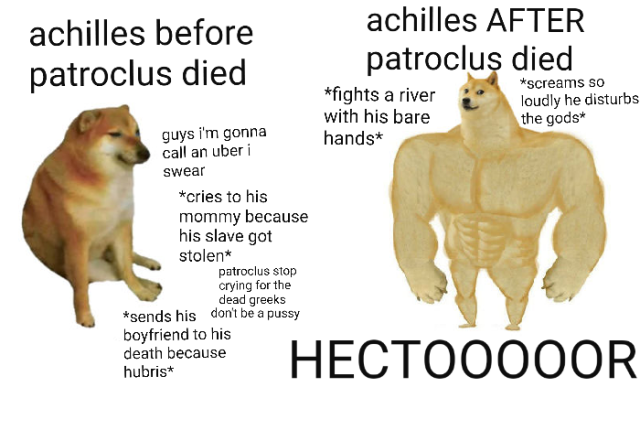 achilles before
patroclus died
guys i'm gonna
call an uber i
swear
*cries to his
mommy because
his slave got
stolen*
patroclus stop
crying for the
dead greeks
don't be a pussy
*sends his
boyfriend to his
death because
hubris*
achilles AFTER
patroclus died
*fights a river
with his bare
hands*
*screams so
loudly he disturbs
the gods*
HECTOOOOOR